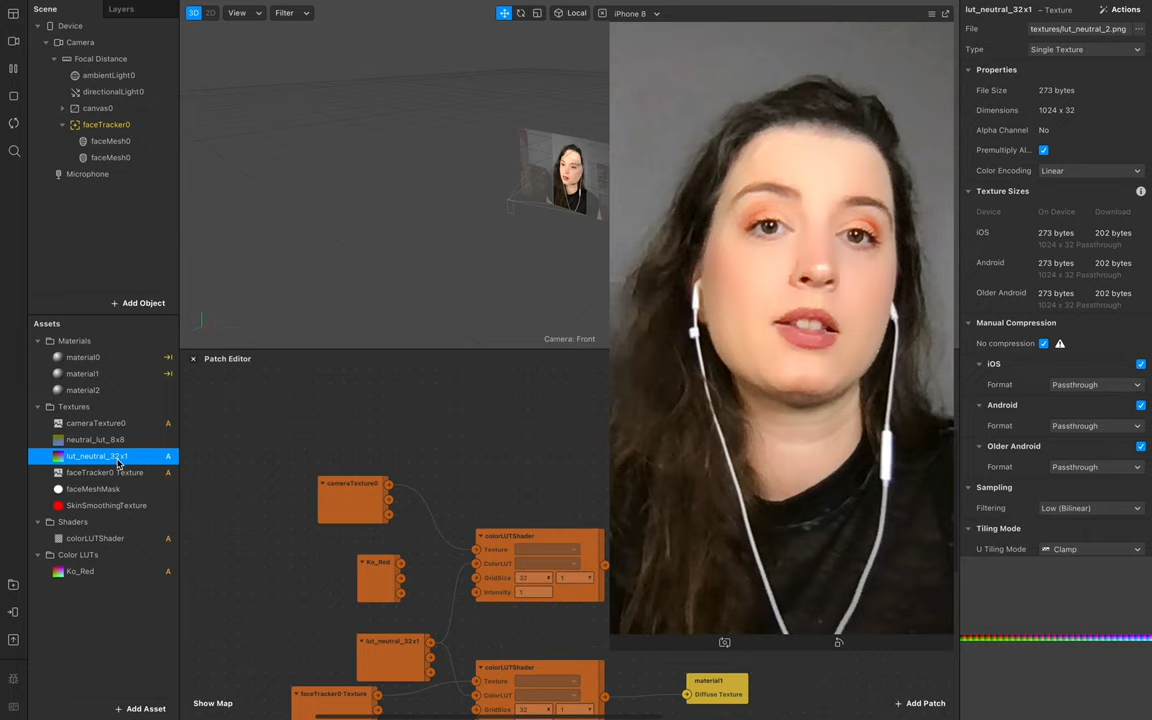 Scene
Layers
Device
Camera
Focal Distance
ambientLight0
directionalLight0
canvas0
faceTracker0
faceMesh0
faceMesh0
Microphone
+ Add Object
Assets
Materials
material0
material1
material2
Textures
cameraTexture0 A
neutral_lut_8x8
lut_neutral_32x1 A
faceTracker0 Texture A
faceMeshMask
SkinSmoothingTexture
Shaders
colorLUTShader A
Color LUTs
Ko_Red A
+ Add Asset
3D 2D View Filter Local iPhone 8
Camera: Front
Patch Editor
cameraTexture0
colorLUTShader
Texture
ColorLUT
GridSize 32 1
Intensity 1
Ko_Red
lut_neutral_32x1
colorLUTShader
Texture
ColorLUT
GridSize 32 1
faceTracker0 Texture
material1
Diffuse Texture
Show Map
+ Add Patch
lut_neutral_32x1 – Texture
Actions
File textures/lut_neutral_2.png ...
Type Single Texture
Properties
File Size 273 bytes
Dimensions 1024 x 32
Alpha Channel No
Premultiply Al...
Color Encoding Linear
Texture Sizes
Device On Device Download
iOS 273 bytes 202 bytes
1024 x 32 Passthrough
Android 273 bytes 202 bytes
1024 x 32 Passthrough
Older Android 273 bytes 202 bytes
1024 x 32 Passthrough
Manual Compression
No compression
iOS
Format Passthrough
Android
Format Passthrough
Older Android
Format Passthrough
Sampling
Filtering Low (Bilinear)
Tiling Mode
U Tiling Mode Clamp